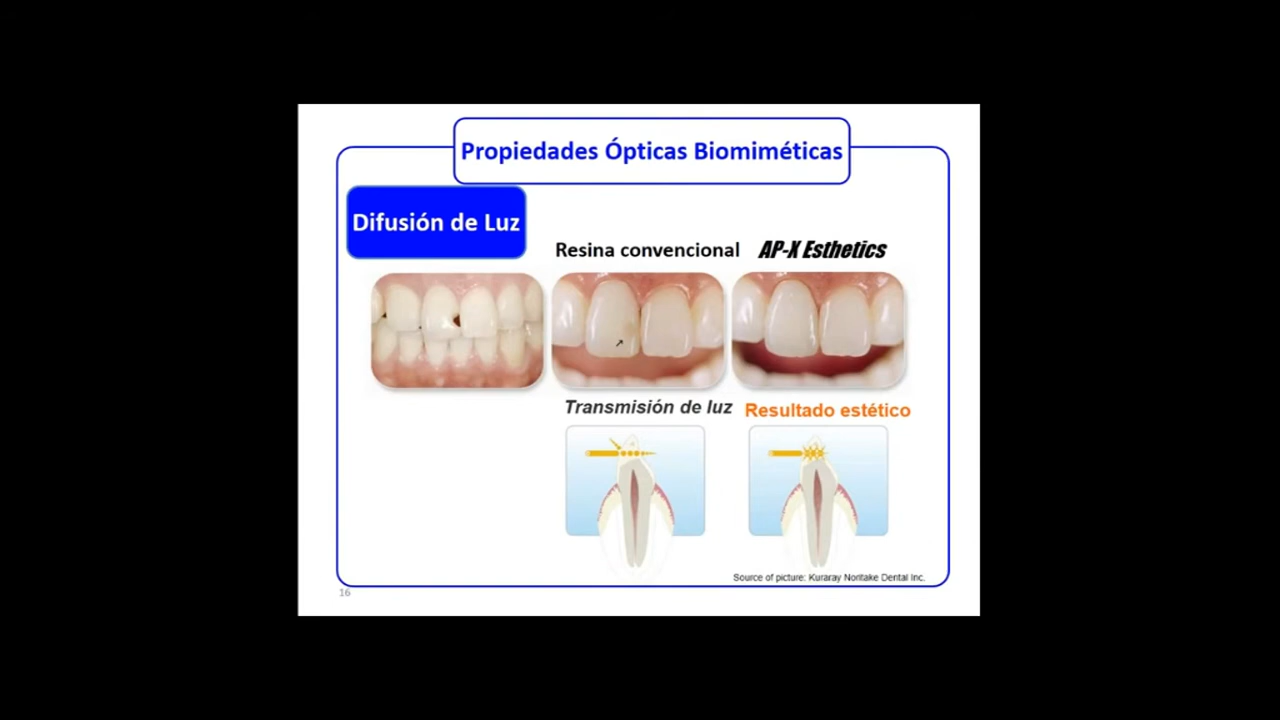 Propiedades Ópticas Biomiméticas
Difusión de Luz
Resina convencional
AP-X Esthetics
Transmisión de luz
Resultado estético
Source of picture: Kuraray Noritake Dental Inc.
16